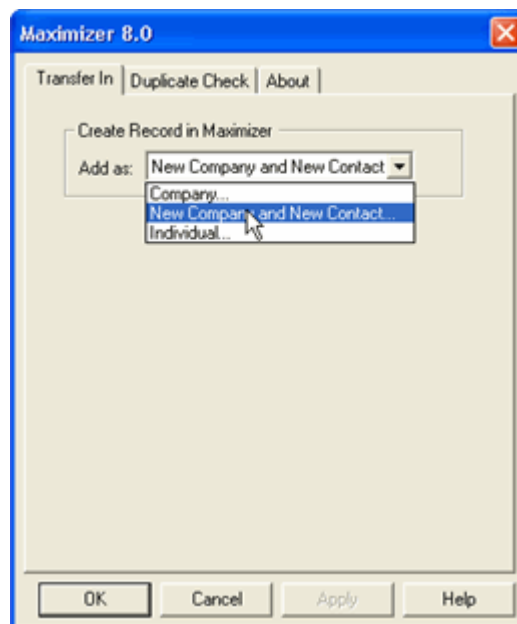 Maximizer 8.0
Transfer In Duplicate Check About
Create Record in Maximizer
Add as: New Company and New Contact
Company...
New Company and New Contact...
Individual...
OK Cancel Apply Help